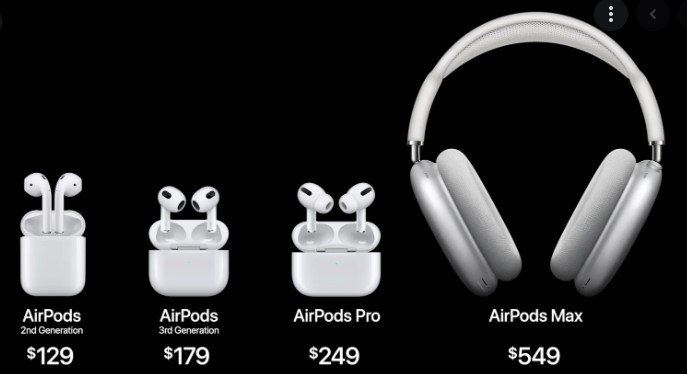 AirPods
2nd Generation
$129
AirPods
3rd Generation
$179
AirPods Pro
$249
AirPods Max
$549